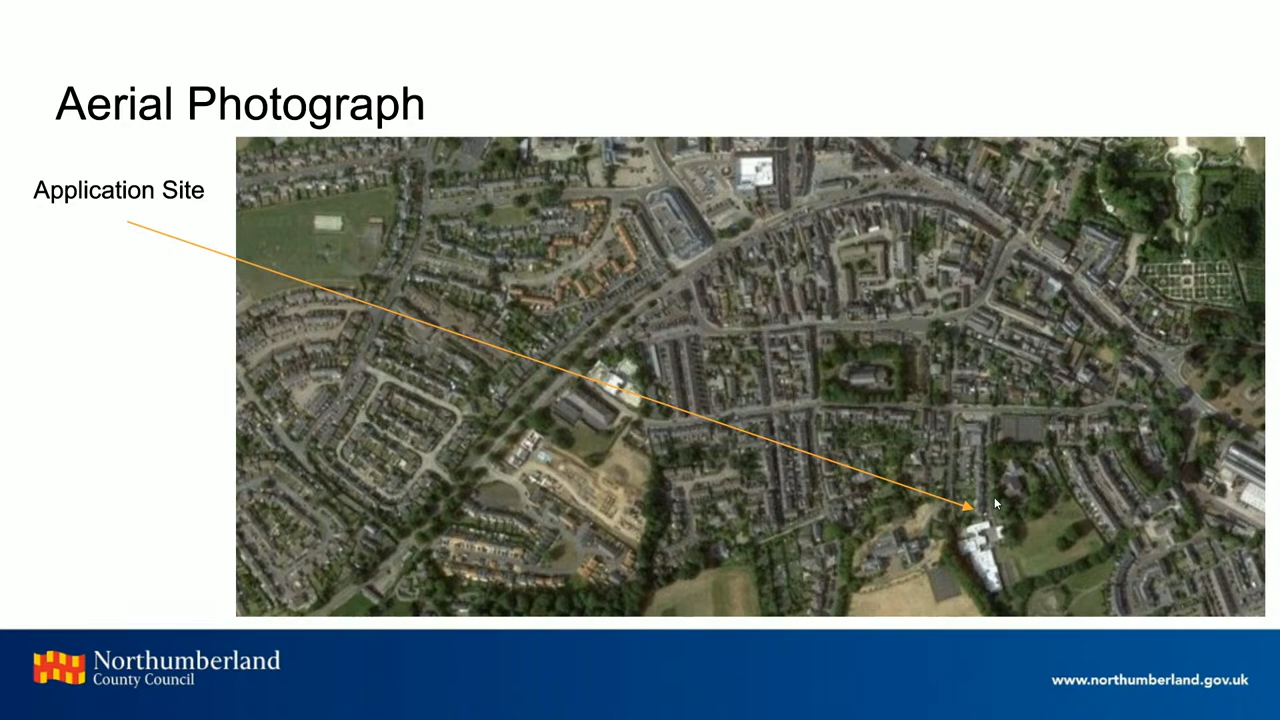 Aerial Photograph
Application Site
Northumberland
County Council
www.northumberland.gov.uk